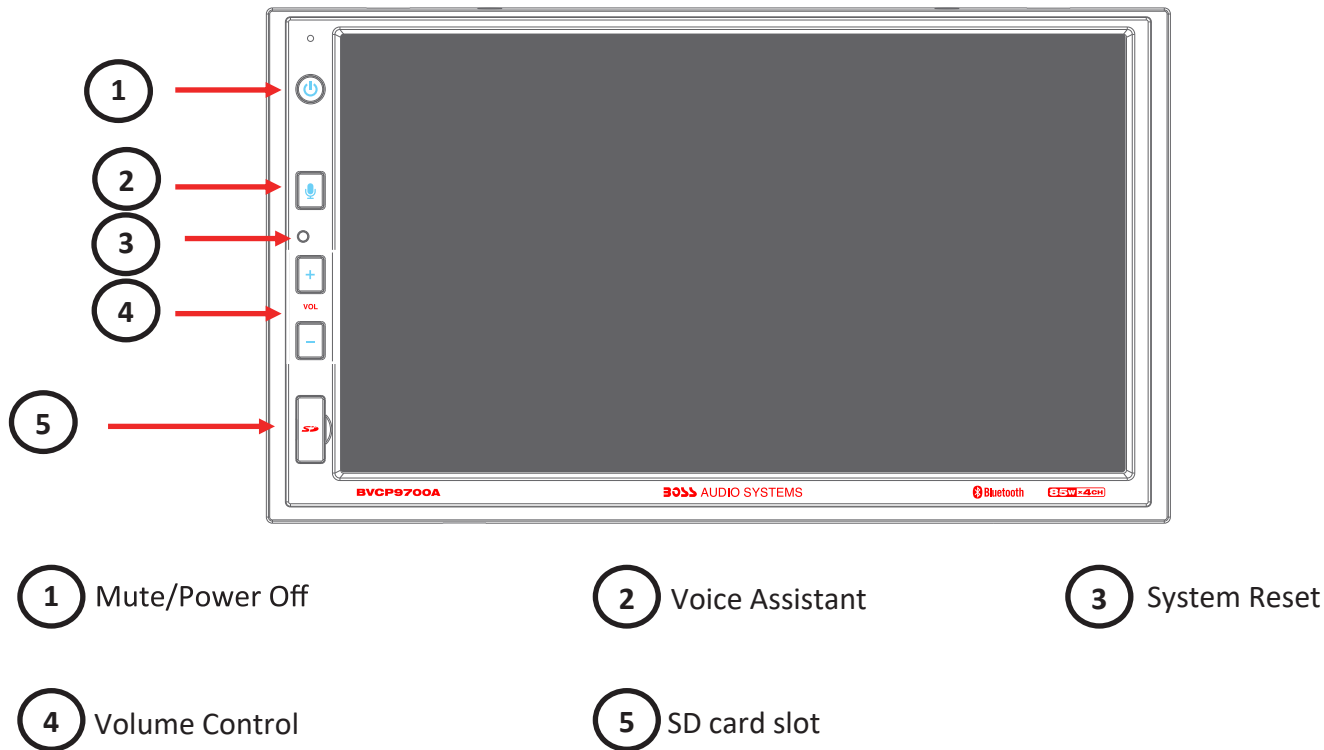 1
2
3
+
VOL
4
−
5
SD
BVCP9700A
BOSS AUDIO SYSTEMS
Bluetooth
85W×4CH
1 Mute/Power Off
2 Voice Assistant
3 System Reset
4 Volume Control
5 SD card slot